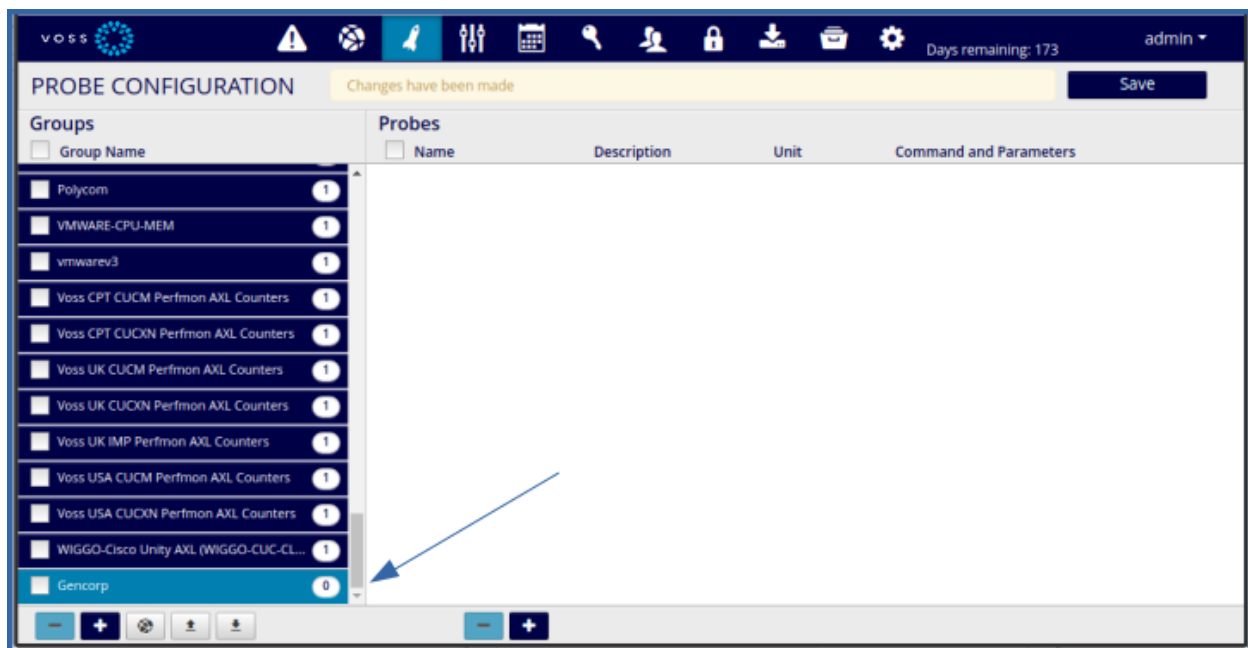 VOSS
Days remaining: 173
admin
PROBE CONFIGURATION
Changes have been made
Save
Groups
Probes
Group Name
Name
Description
Unit
Command and Parameters
Polycom 1
VMWARE-CPU-MEM 1
vmwarev3 1
Voss CPT CUCM Perfmon AXL Counters 1
Voss CPT CUCXN Perfmon AXL Counters 1
Voss UK CUCM Perfmon AXL Counters 1
Voss UK CUCXN Perfmon AXL Counters 1
Voss UK IMP Perfmon AXL Counters 1
Voss USA CUCM Perfmon AXL Counters 1
Voss USA CUCXN Perfmon AXL Counters 1
WIGGO-Cisco Unity AXL (WIGGO-CUC-CL... 1
Gencorp 0